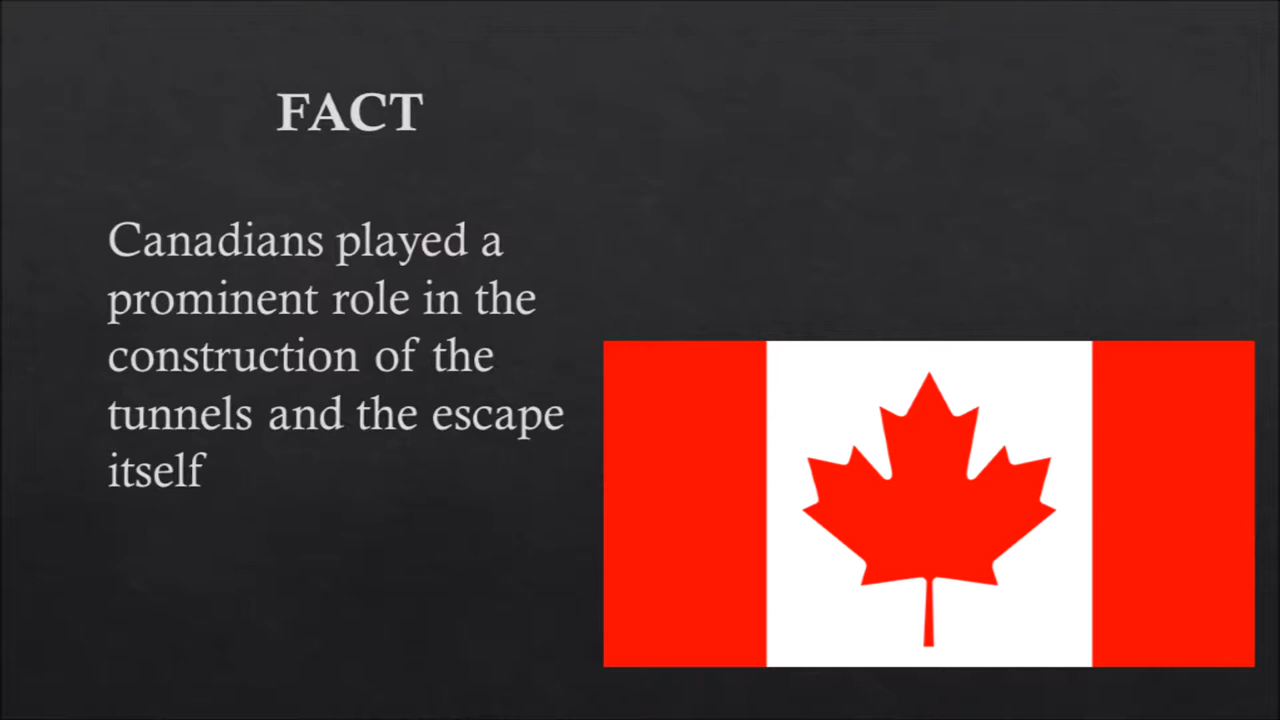 FACT
Canadians played a
prominent role in the
construction of the
tunnels and the escape
itself